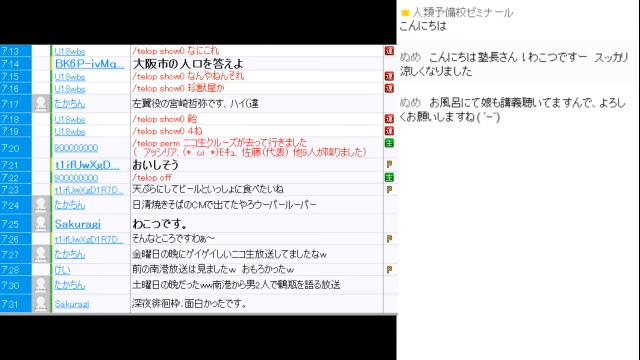 7:13 U18wbs /telop show0 なにこれ 運
7:14 BK6P-ivMq... 大阪市の人口を答えよ
7:15 U18wbs /telop show0 なんやねんそれ 運
7:16 U18wbs /telop show0 珍獣屋か 運
7:17 たかちん 左翼役の宮崎哲弥です、ハイ(違
7:18 U18wbs /telop show0 飴 運
7:19 U18wbs /telop show0 4ね 運
7:20 900000000 /telop perm ニコ生クルーズが去って行きました 主
( アッシリア、(* ω *)モキュ、佐藤(代表) 他9人が降りました)
7:21 t1ifUwXgD... おいしそう P
7:22 900000000 /telop off 主
7:23 t1ifUwXgD1R7D... 天ぷらにしてビールといっしょに食べたいね P
7:24 たかちん 日清焼きそばのCMで出てたやろウーパールーパー
7:25 Sakuragi わこつです。
7:26 t1ifUwXgD1R7D... そんなところですわぁ～ P
7:27 たかちん 金曜日の晩にゲイゲイしいニコ生放送してましたなw
7:28 けい 前の南港放送は見ましたw おもろかったw P
7:30 たかちん 土曜日の晩だったww南港から男2人で鶴瓶を語る放送
7:31 Sakuragi 深夜徘徊枠、面白かったです。
人類予備校ゼミナール
こんにちは
ぬめ こんにちは塾長さん！わこつですー スッカリ
涼しくなりました
ぬめ お風呂にて娘も講義聴いてますんで、よろし
くお願いしますね( ´ｰ`)